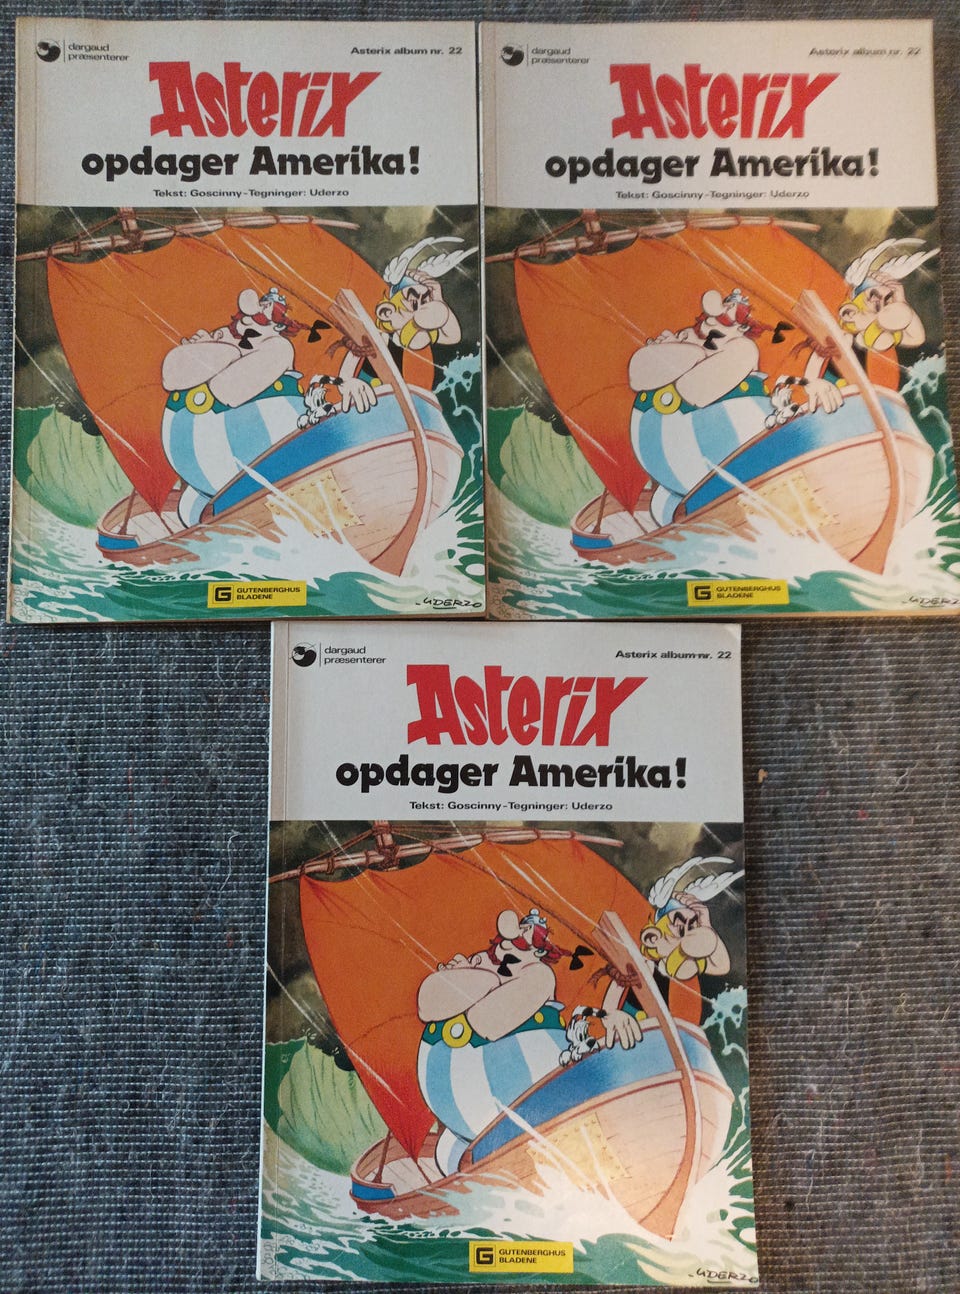 dargaud
præsenterer
Asterix album nr. 22
Asterix
opdager Amerika!
Tekst: Goscinny-Tegninger: Uderzo
G GUTENBERGHUS
BLADENE
UDERZO
dargaud
præsenterer
Asterix album nr. 22
Asterix
opdager Amerika!
Tekst: Goscinny-Tegninger: Uderzo
G GUTENBERGHUS
BLADENE
UDERZ
dargaud
præsenterer
Asterix album nr. 22
Asterix
opdager Amerika!
Tekst: Goscinny-Tegninger: Uderzo
G GUTENBERGHUS
BLADENE
UDERZO